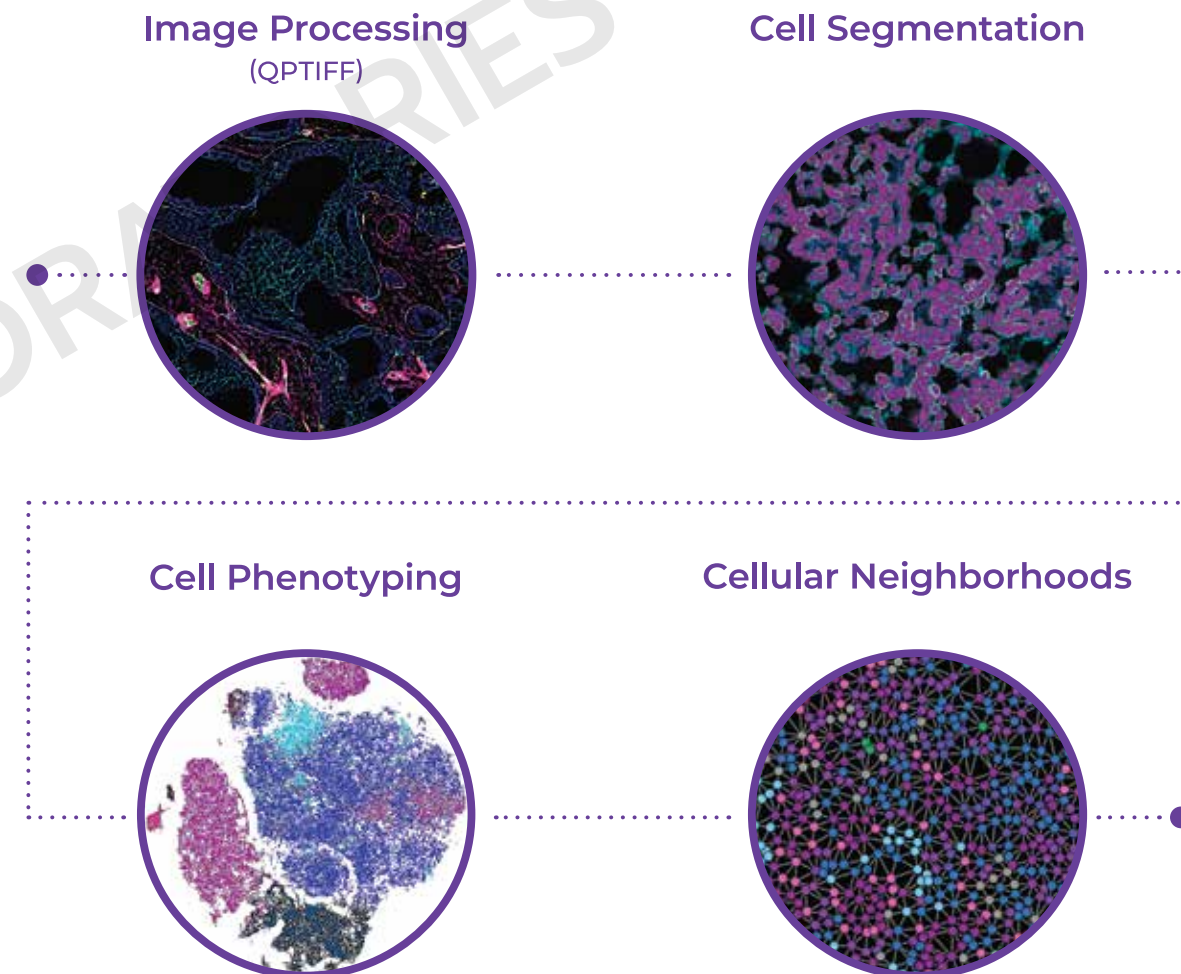 Image Processing
(QPTIFF)
Cell Segmentation
Cell Phenotyping
Cellular Neighborhoods